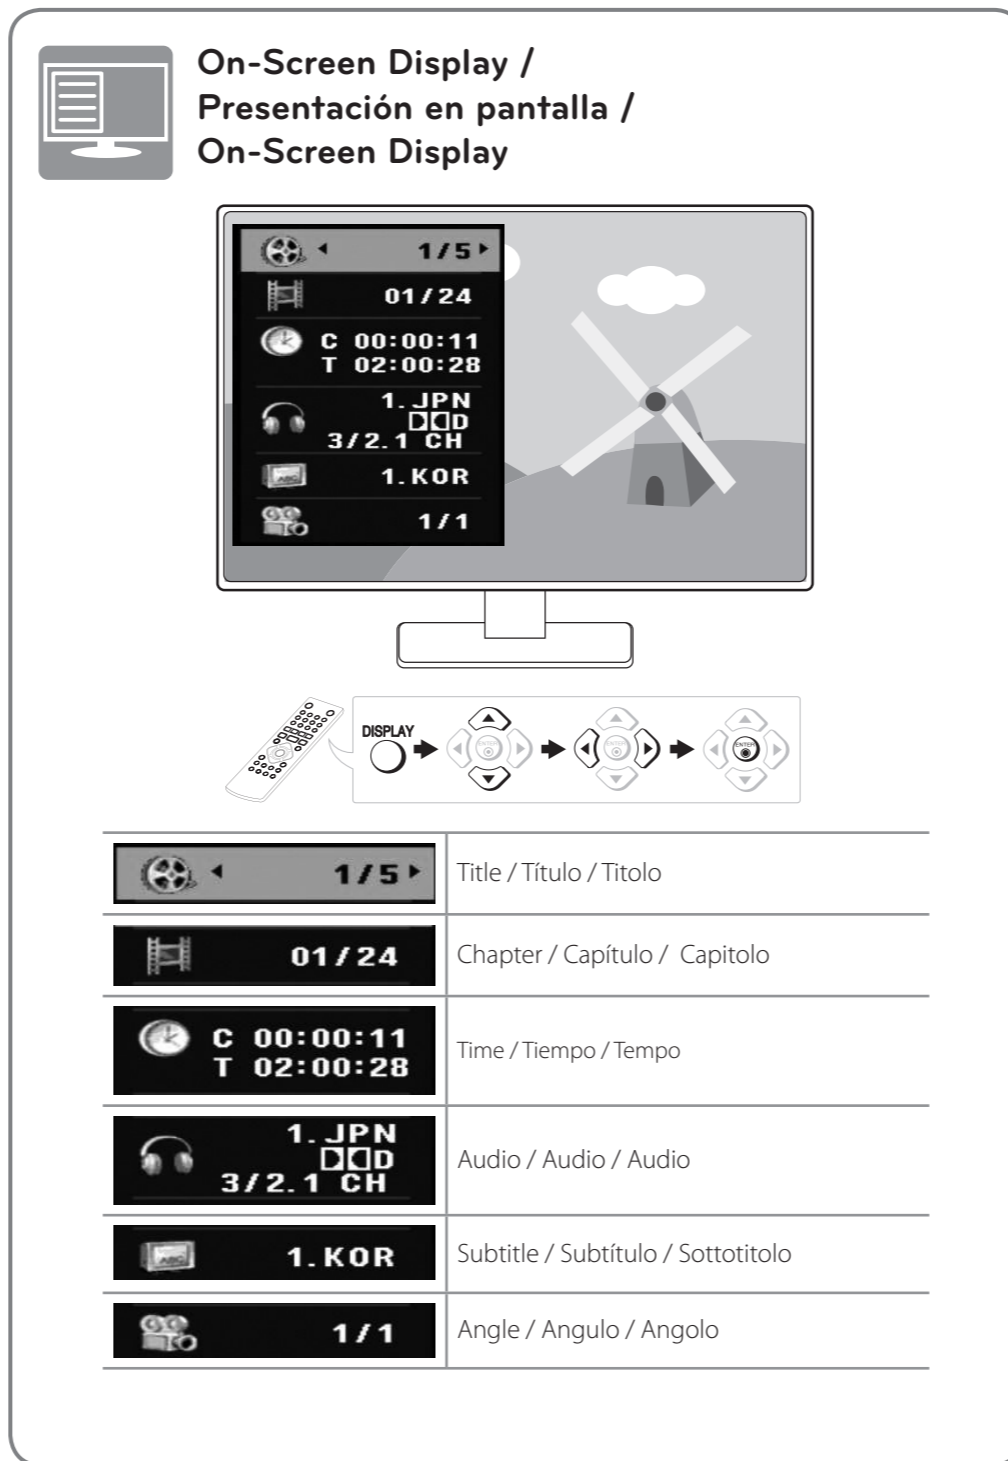 On-Screen Display /
Presentación en pantalla /
On-Screen Display
1/5
01/24
C 00:00:11
T 02:00:28
1. JPN
D
3/2.1 CH
1. KOR
1/1
DISPLAY
ENTER
ENTER
ENTER
1/5
Title / Título / Titolo
01/24
Chapter / Capítulo / Capitolo
C 00:00:11
T 02:00:28
Time / Tiempo / Tempo
1. JPN
D
3/2.1 CH
Audio / Audio / Audio
ABC
1. KOR
Subtitle / Subtítulo / Sottotitolo
1/1
Angle / Angulo / Angolo